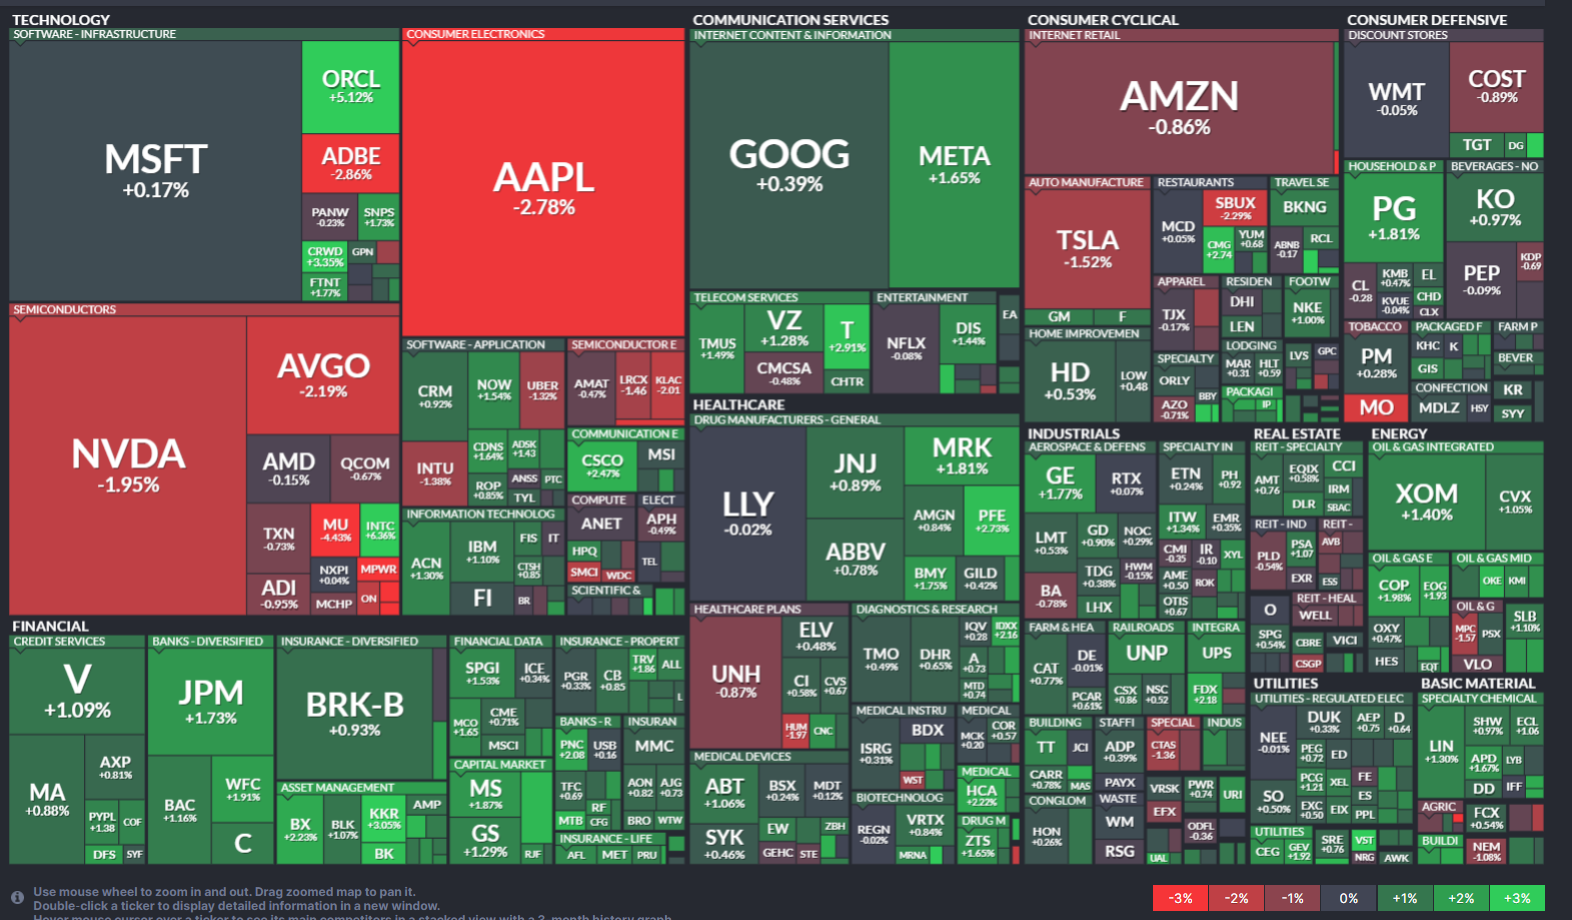 TECHNOLOGY
SOFTWARE - INFRASTRUCTURE
MSFT
+0.17%
ORCL
+5.12%
ADBE
-2.86%
PANW
-0.23%
SNPS
+1.73%
CRWD
+3.35%
GPN
FTNT
+1.77%
CONSUMER ELECTRONICS
AAPL
-2.78%
SEMICONDUCTORS
NVDA
-1.95%
AVGO
-2.19%
AMD
-0.15%
QCOM
-0.67%
TXN
-0.73%
MU
-4.43%
INTC
+6.36%
ADI
-0.95%
NXPI
+0.04%
MPWR
MCHP
ON
SOFTWARE - APPLICATION
CRM
+0.92%
NOW
+1.54%
UBER
-1.32%
INTU
-1.38%
CDNS
+1.64%
ADSK
+1.43
ROP
+0.85%
ANSS
PTC
TYL
SEMICONDUCTOR E
AMAT
-0.47%
LRCX
-1.46
KLAC
-2.01
COMMUNICATION E
CSCO
+2.47%
MSI
COMPUTE
ANET
HPQ
SMCI
WDC
ELECT
APH
-0.49%
TEL
INFORMATION TECHNOLOG
ACN
+1.30%
IBM
+1.10%
FIS
IT
CTSH
+0.85
FI
BR
SCIENTIFIC &
COMMUNICATION SERVICES
INTERNET CONTENT & INFORMATION
GOOG
+0.39%
META
+1.65%
TELECOM SERVICES
TMUS
+1.49%
VZ
+1.28%
T
+2.91%
CMCSA
-0.48%
CHTR
ENTERTAINMENT
NFLX
-0.08%
DIS
+1.44%
EA
CONSUMER CYCLICAL
INTERNET RETAIL
AMZN
-0.86%
AUTO MANUFACTURE
TSLA
-1.52%
GM
F
RESTAURANTS
MCD
+0.05%
SBUX
-2.29%
CMG
+2.74
YUM
+0.68
TRAVEL SE
BKNG
ABNB
-0.17
RCL
HOME IMPROVEMEN
HD
+0.53%
LOW
+0.48
APPAREL
TJX
-0.17%
RESIDEN
DHI
LEN
FOOTW
NKE
+1.00%
SPECIALTY
ORLY
AZO
-0.71%
BBY
LODGING
MAR
+0.31
HLT
+0.59
LVS
GPC
PACKAGI
IP
CONSUMER DEFENSIVE
DISCOUNT STORES
WMT
-0.05%
COST
-0.89%
TGT
DG
HOUSEHOLD & P
PG
+1.81%
CL
-0.28
KMB
+0.47%
EL
KVUE
-0.04%
CHD
CLX
BEVERAGES - NO
KO
+0.97%
PEP
-0.09%
KDP
-0.69
TOBACCO
PM
+0.28%
MO
PACKAGED F
KHC
K
GIS
FARM P
BEVER
CONFECTION
MDLZ
HSY
KR
SYY
HEALTHCARE
DRUG MANUFACTURERS - GENERAL
LLY
-0.02%
JNJ
+0.89%
ABBV
+0.78%
MRK
+1.81%
AMGN
+0.84%
PFE
+2.73%
BMY
+1.75%
GILD
+0.42%
HEALTHCARE PLANS
UNH
-0.87%
ELV
+0.48%
CI
+0.58%
CVS
+0.67
HUM
-1.97
CNC
DIAGNOSTICS & RESEARCH
TMO
+0.49%
DHR
+0.65%
IQV
+0.28
IDXX
+2.16
A
+0.73
MTD
+0.74
MEDICAL DEVICES
ABT
+1.06%
BSX
+0.24%
MDT
+0.12%
SYK
+0.46%
EW
ZBH
GEHC
STE
MEDICAL INSTRU
ISRG
+0.31%
BDX
WST
MEDICAL
MCK
+0.20
COR
+0.57
BIOTECHNOLOG
REGN
-0.02%
VRTX
+0.84%
MRNA
MEDICAL
HCA
+2.22%
DRUG M
ZTS
+1.65%
INDUSTRIALS
AEROSPACE & DEFENS
GE
+1.77%
RTX
+0.07%
LMT
+0.53%
GD
+0.90%
NOC
+0.29%
BA
-0.78%
TDG
+0.38%
HWM
-0.15%
LHX
SPECIALTY IN
ETN
+0.24%
PH
+0.92
ITW
+1.34%
EMR
+0.35%
CMI
-0.35
IR
-0.10
XYL
AME
+0.50
ROK
OTIS
+0.67
FARM & HEA
CAT
+0.77%
DE
-0.01%
PCAR
+0.61%
RAILROADS
UNP
CSX
+0.86
NSC
+0.52
INTEGRA
UPS
FDX
+2.18
BUILDING
TT
JCI
CARR
+0.78%
MAS
STAFFI
ADP
+0.39%
PAYX
SPECIAL
CTAS
-1.36
INDUS
CONGLOM
HON
+0.26%
WASTE
WM
RSG
VRSK
EFX
PWR
+0.74
URI
ODFL
-0.36
UAL
REAL ESTATE
REIT - SPECIALTY
AMT
+0.76
EQIX
+0.58%
CCI
IRM
DLR
SBAC
REIT - IND
PLD
-0.54%
PSA
+1.07
EXR
REIT -
AVB
ESS
O
SPG
+0.54%
REIT - HEAL
WELL
CBRE
VICI
CSGP
ENERGY
OIL & GAS INTEGRATED
XOM
+1.40%
CVX
+1.05%
OIL & GAS E
COP
+1.98%
EOG
+1.93
OXY
+0.47%
HES
EQT
OIL & GAS MID
OKE
KMI
OIL & G
MPC
-1.57
PSX
VLO
SLB
+1.10%
UTILITIES
UTILITIES - REGULATED ELEC
NEE
-0.01%
DUK
+0.33%
AEP
+0.75
D
+0.64
SO
+0.50%
PEG
+0.72
ED
PCG
+1.21
XEL
FE
ES
EXC
+0.50
EIX
PPL
UTILITIES
CEG
GEV
+1.92
SRE
+0.76
VST
NRG
AWK
BASIC MATERIAL
SPECIALTY CHEMICAL
LIN
+1.30%
SHW
+0.97%
ECL
+1.06
APD
+1.67%
LYB
DD
IFF
AGRIC
FCX
+0.54%
BUILDI
NEM
-1.08%
FINANCIAL
CREDIT SERVICES
V
+1.09%
MA
+0.88%
AXP
+0.81%
PYPL
+1.38
COF
DFS
SYF
BANKS - DIVERSIFIED
JPM
+1.73%
BAC
+1.16%
WFC
+1.91%
C
INSURANCE - DIVERSIFIED
BRK-B
+0.93%
ASSET MANAGEMENT
BX
+2.23%
BLK
+1.07%
KKR
+3.05%
AMP
BK
FINANCIAL DATA
SPGI
+1.53%
ICE
+0.34%
MCO
+1.65
CME
+0.71%
MSCI
CAPITAL MARKET
MS
+1.87%
GS
+1.29%
RJF
INSURANCE - PROPERT
PGR
+0.33%
CB
+0.85
TRV
+1.86
ALL
L
BANKS - R
PNC
+2.08
USB
+0.16
TFC
+0.69
RF
MTB
CFG
INSURAN
MMC
AON
+0.82
AJG
+0.73
BRO
WTW
INSURANCE - LIFE
AFL
MET
PRU
Use mouse wheel to zoom in and out. Drag zoomed map to pan it.
Double-click a ticker to display detailed information in a new window.
Hover mouse cursor over a ticker to see its main competitors in a stacked view with a 3-month history graph.
-3%
-2%
-1%
0%
+1%
+2%
+3%